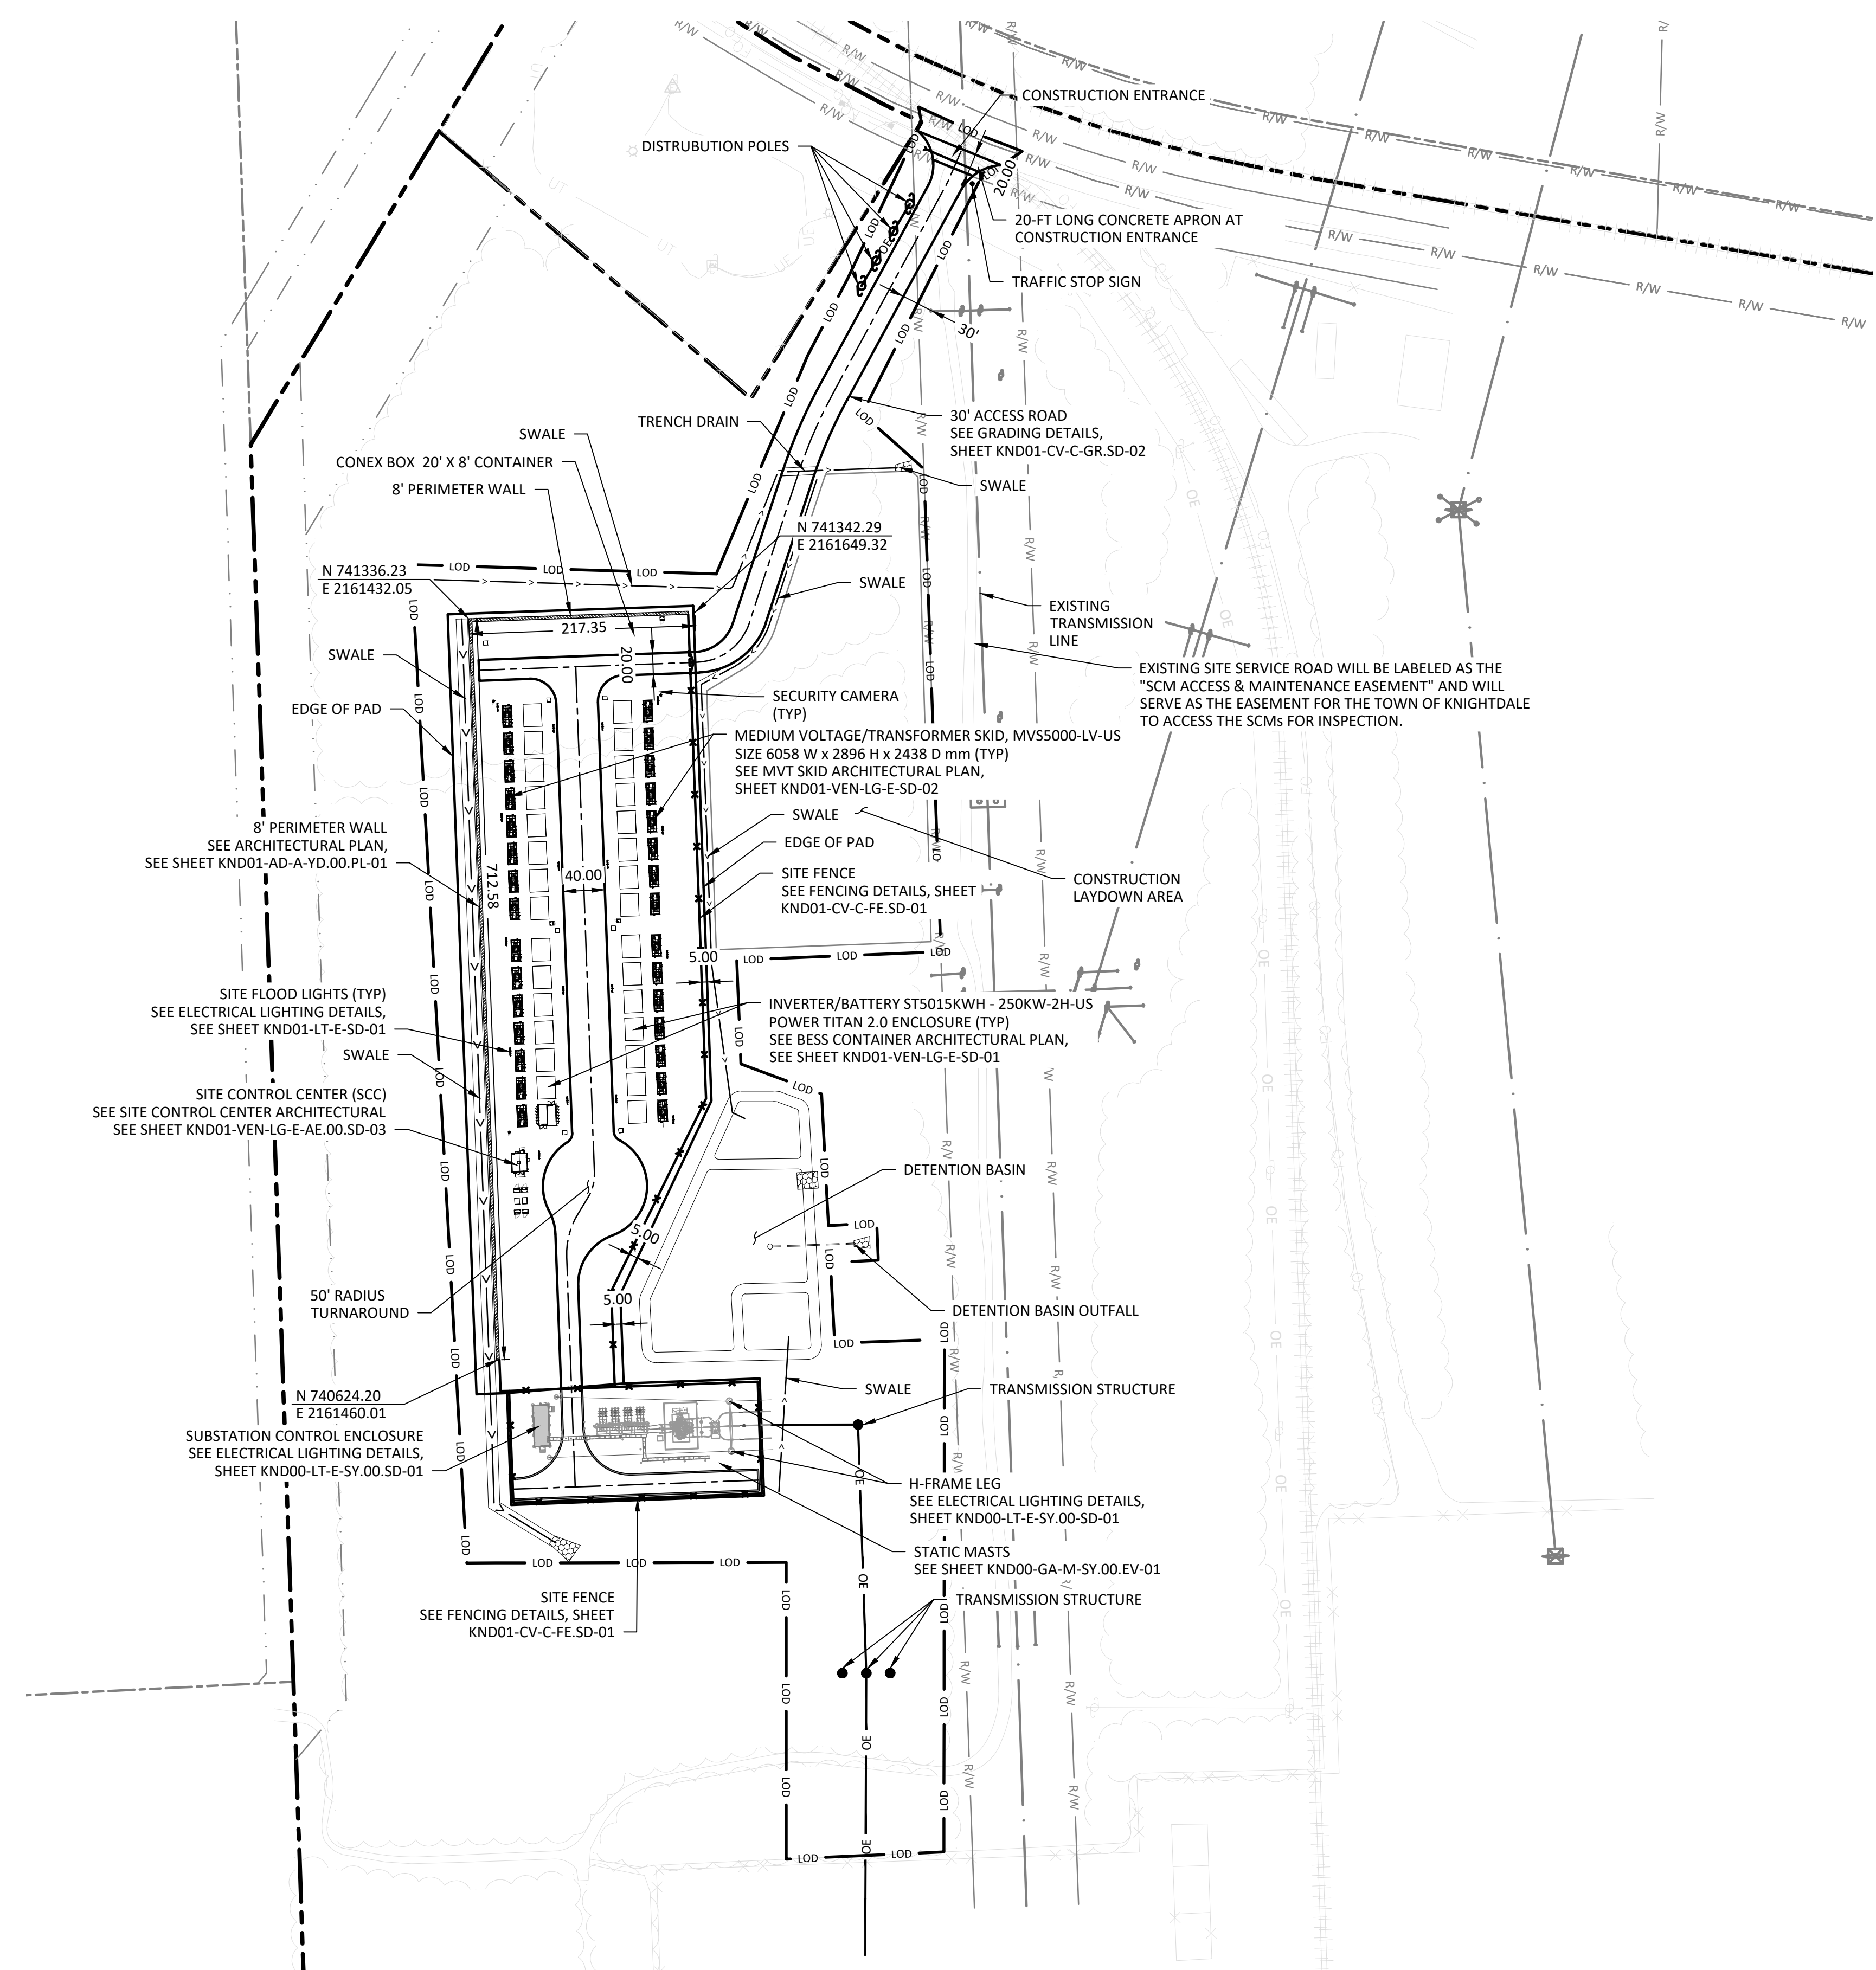 CONSTRUCTION ENTRANCE
DISTRUBUTION POLES
20.00
20-FT LONG CONCRETE APRON AT
CONSTRUCTION ENTRANCE
TRAFFIC STOP SIGN
30'
30' ACCESS ROAD
SEE GRADING DETAILS,
SHEET KND01-CV-C-GR.SD-02
TRENCH DRAIN
SWALE
CONEX BOX 20' X 8' CONTAINER
8' PERIMETER WALL
SWALE
N 741342.29
E 2161649.32
N 741336.23
E 2161432.05
SWALE
217.35
20.00
EXISTING
TRANSMISSION
LINE
SWALE
EXISTING SITE SERVICE ROAD WILL BE LABELED AS THE
"SCM ACCESS & MAINTENANCE EASEMENT" AND WILL
SERVE AS THE EASEMENT FOR THE TOWN OF KNIGHTDALE
TO ACCESS THE SCMs FOR INSPECTION.
EDGE OF PAD
SECURITY CAMERA
(TYP)
MEDIUM VOLTAGE/TRANSFORMER SKID, MVS5000-LV-US
SIZE 6058 W x 2896 H x 2438 D mm (TYP)
SEE MVT SKID ARCHITECTURAL PLAN,
SHEET KND01-VEN-LG-E-SD-02
SWALE
8' PERIMETER WALL
SEE ARCHITECTURAL PLAN,
SEE SHEET KND01-AD-A-YD.00.PL-01
EDGE OF PAD
712.58
40.00
SITE FENCE
SEE FENCING DETAILS, SHEET
KND01-CV-C-FE.SD-01
CONSTRUCTION
LAYDOWN AREA
5.00
SITE FLOOD LIGHTS (TYP)
SEE ELECTRICAL LIGHTING DETAILS,
SEE SHEET KND01-LT-E-SD-01
INVERTER/BATTERY ST5015KWH - 250KW-2H-US
POWER TITAN 2.0 ENCLOSURE (TYP)
SEE BESS CONTAINER ARCHITECTURAL PLAN,
SEE SHEET KND01-VEN-LG-E-SD-01
SWALE
SITE CONTROL CENTER (SCC)
SEE SITE CONTROL CENTER ARCHITECTURAL
SEE SHEET KND01-VEN-LG-E-AE.00.SD-03
DETENTION BASIN
5.00
50' RADIUS
TURNAROUND
5.00
DETENTION BASIN OUTFALL
N 740624.20
E 2161460.01
SWALE
TRANSMISSION STRUCTURE
SUBSTATION CONTROL ENCLOSURE
SEE ELECTRICAL LIGHTING DETAILS,
SHEET KND00-LT-E-SY.00.SD-01
H-FRAME LEG
SEE ELECTRICAL LIGHTING DETAILS,
SHEET KND00-LT-E-SY.00-SD-01
STATIC MASTS
SEE SHEET KND00-GA-M-SY.00.EV-01
SITE FENCE
SEE FENCING DETAILS, SHEET
KND01-CV-C-FE.SD-01
TRANSMISSION STRUCTURE
LOD
R/W
OE
UT
UE